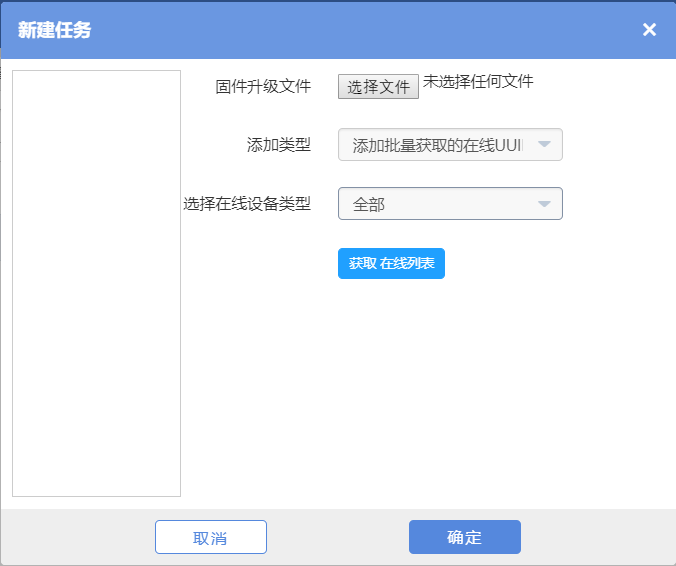 新建任务
固件升级文件 选择文件 未选择任何文件
添加类型 添加批量获取的在线UUI
选择在线设备类型 全部
获取 在线列表
取消 确定